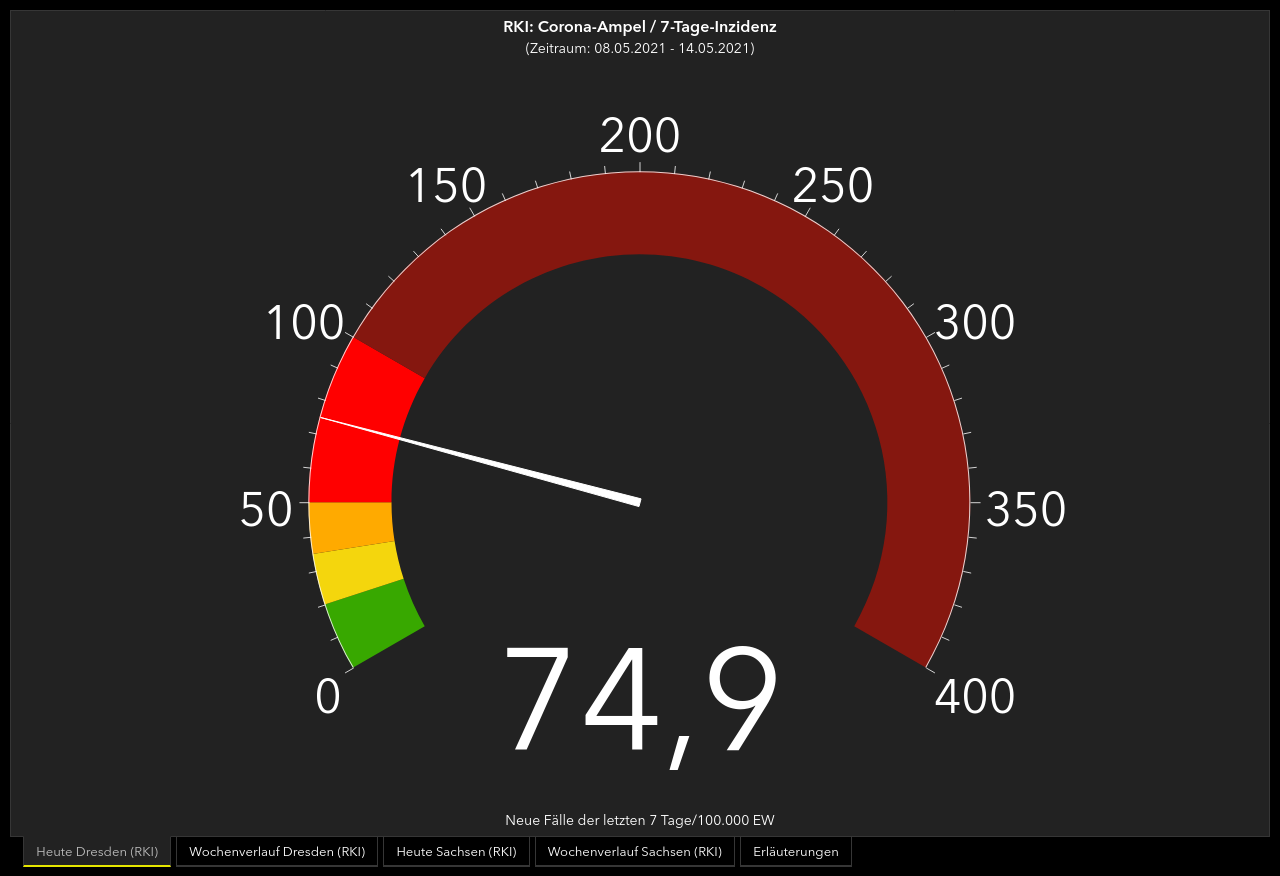 RKI: Corona-Ampel / 7-Tage-Inzidenz
(Zeitraum: 08.05.2021 - 14.05.2021)
200
150
250
100
300
50
350
0
400
74,9
Neue Fälle der letzten 7 Tage/100.000 EW
Heute Dresden (RKI) Wochenverlauf Dresden (RKI) Heute Sachsen (RKI) Wochenverlauf Sachsen (RKI) Erläuterungen